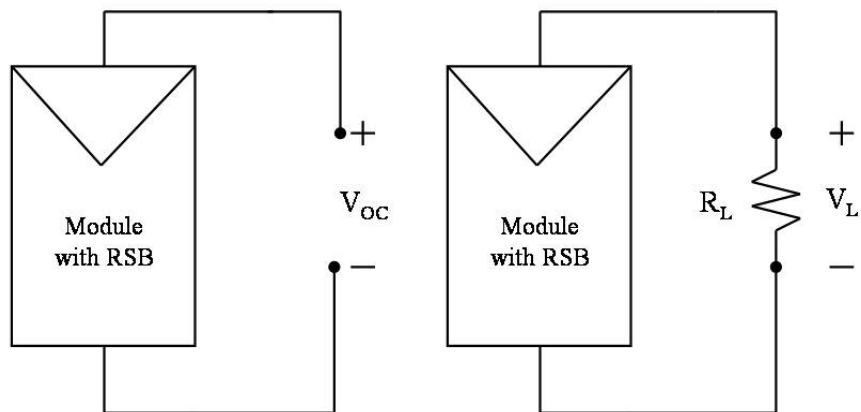 Module
with RSB
+
V_OC
−
Module
with RSB
R_L
+
V_L
−